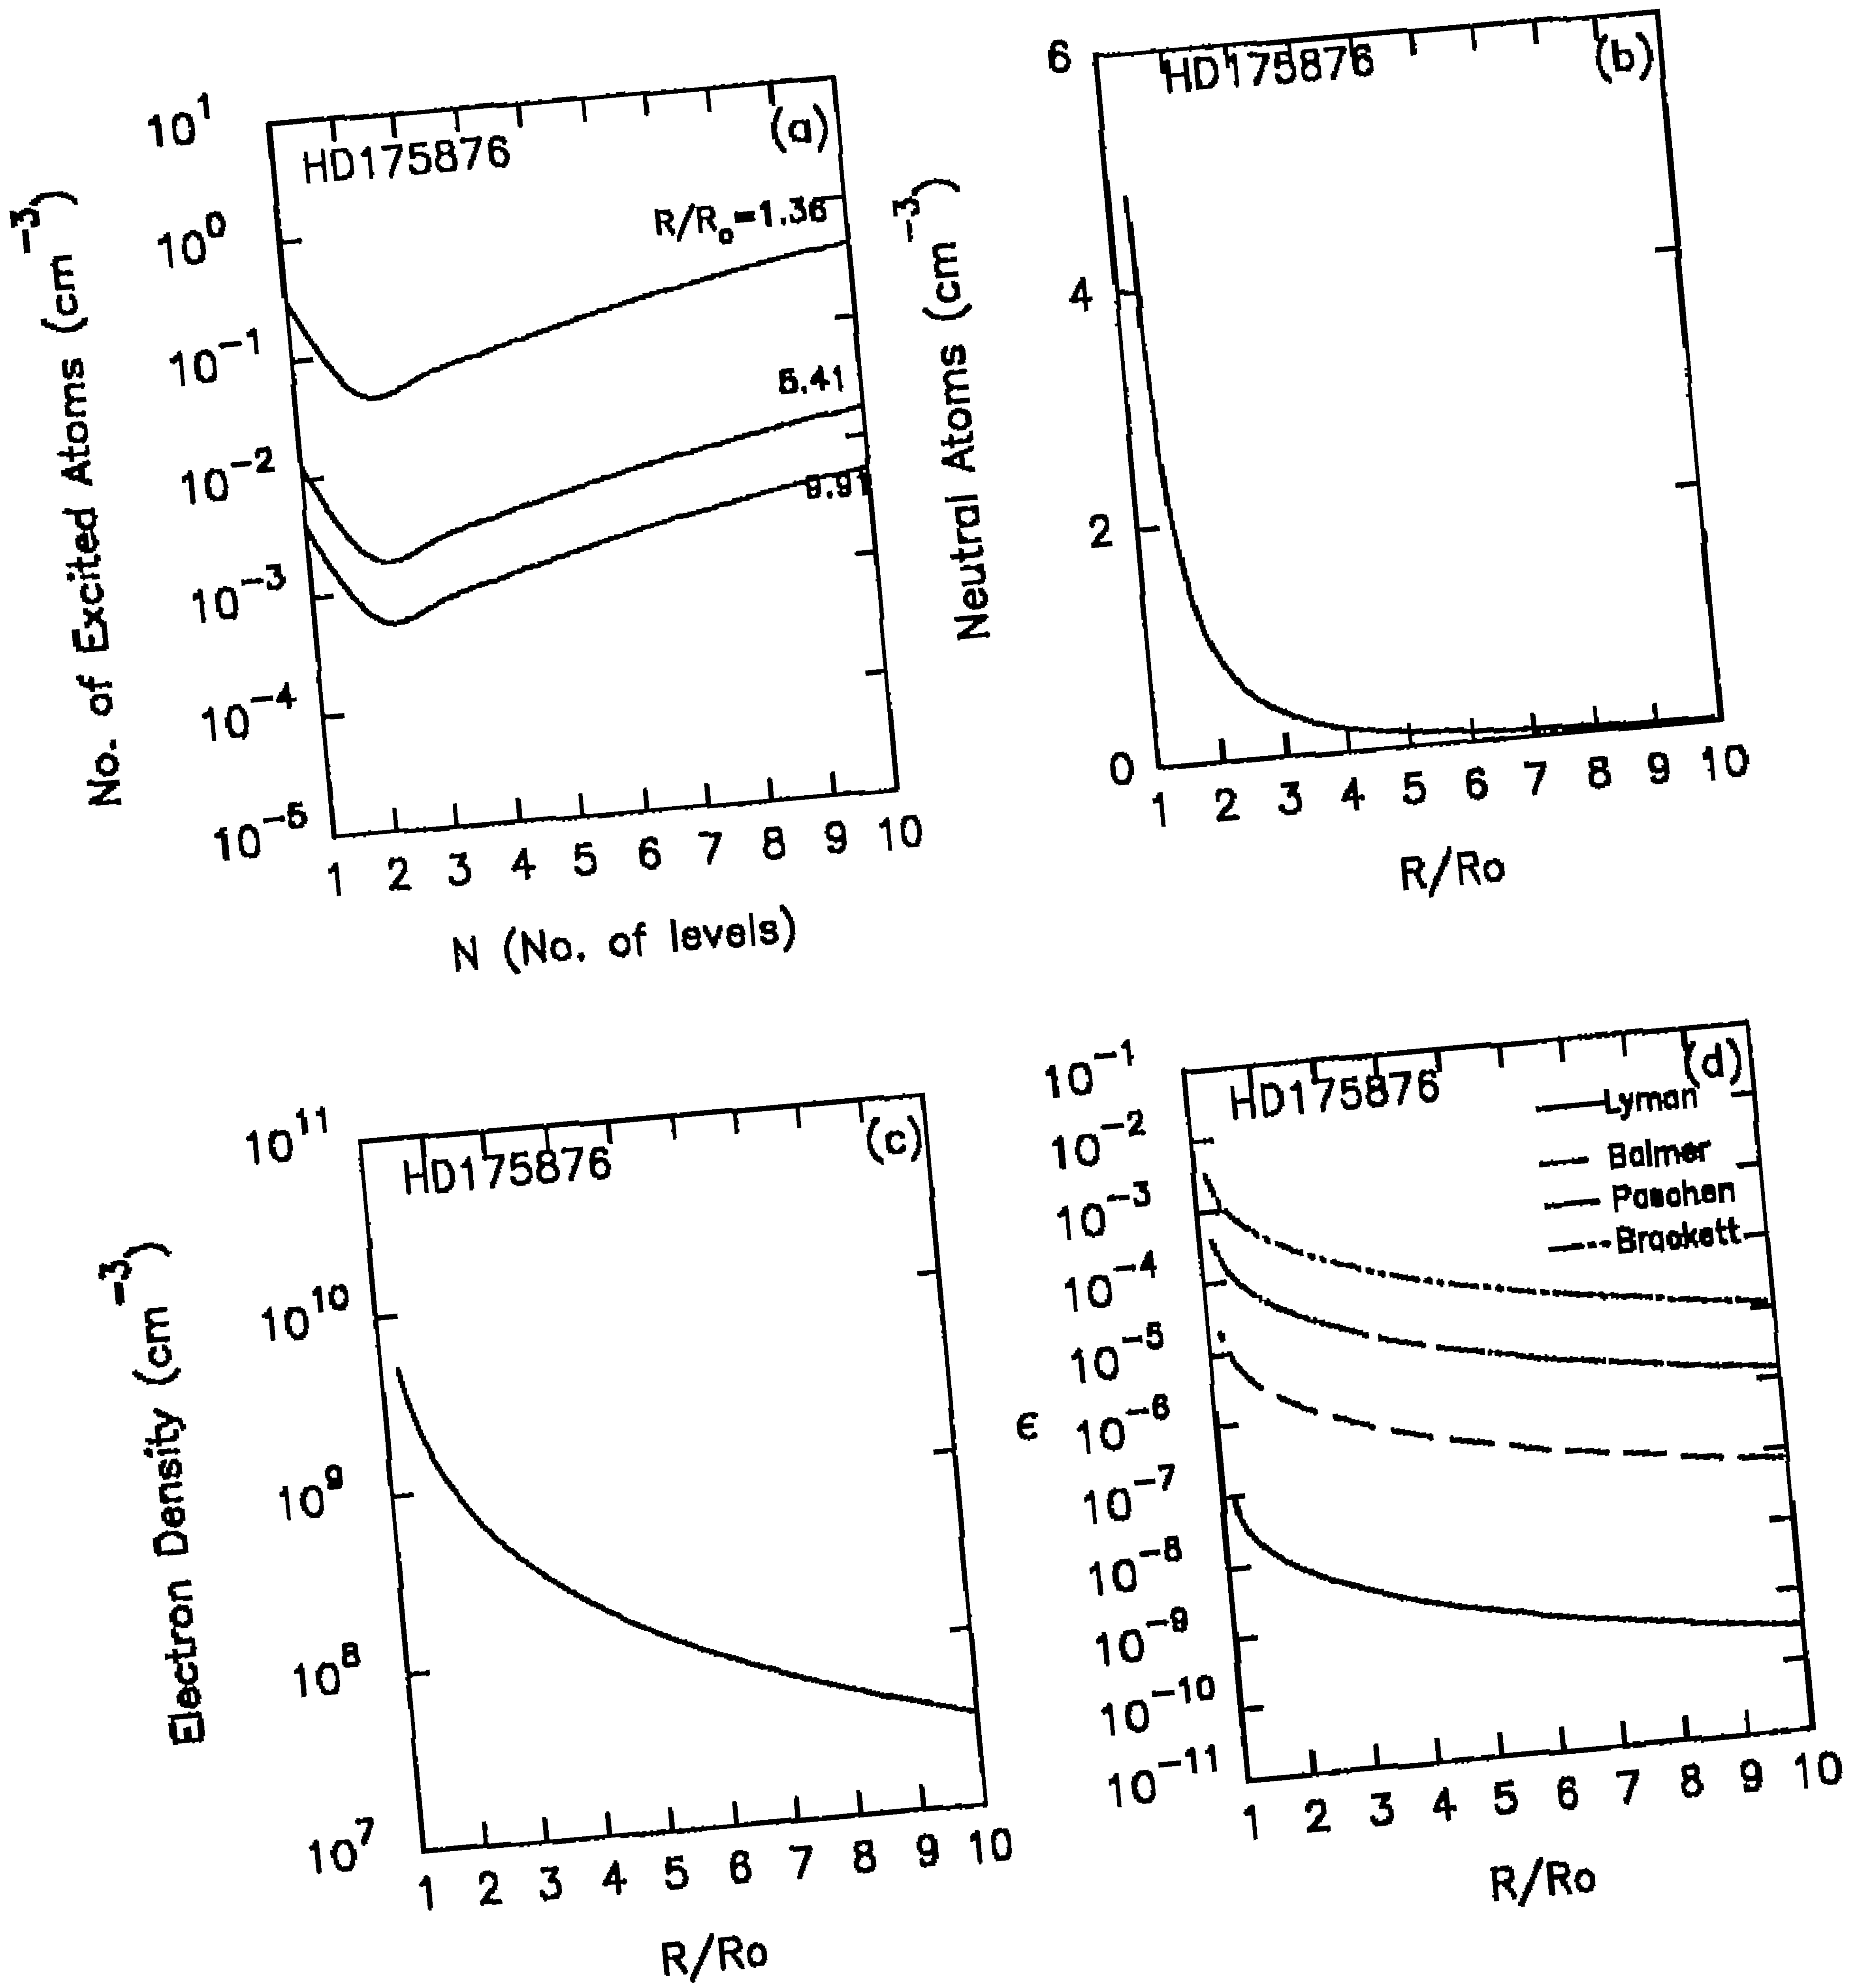 No. of Excited Atoms (cm⁻³)
10¹
10⁰
10⁻¹
10⁻²
10⁻³
10⁻⁴
10⁻⁵
HD175876
(a)
R/R₀=1.36
5.41
9.91
1 2 3 4 5 6 7 8 9 10
N (No. of levels)
Neutral Atoms (cm⁻³)
6
4
2
0
HD175876
(b)
1 2 3 4 5 6 7 8 9 10
R/Ro
Electron Density (cm⁻³)
10¹¹
10¹⁰
10⁹
10⁸
10⁷
HD175876
(c)
1 2 3 4 5 6 7 8 9 10
R/Ro
ϵ
10⁻¹
10⁻²
10⁻³
10⁻⁴
10⁻⁵
10⁻⁶
10⁻⁷
10⁻⁸
10⁻⁹
10⁻¹⁰
10⁻¹¹
HD175876
(d)
Lyman
Balmer
Paschen
Brackett
1 2 3 4 5 6 7 8 9 10
R/Ro